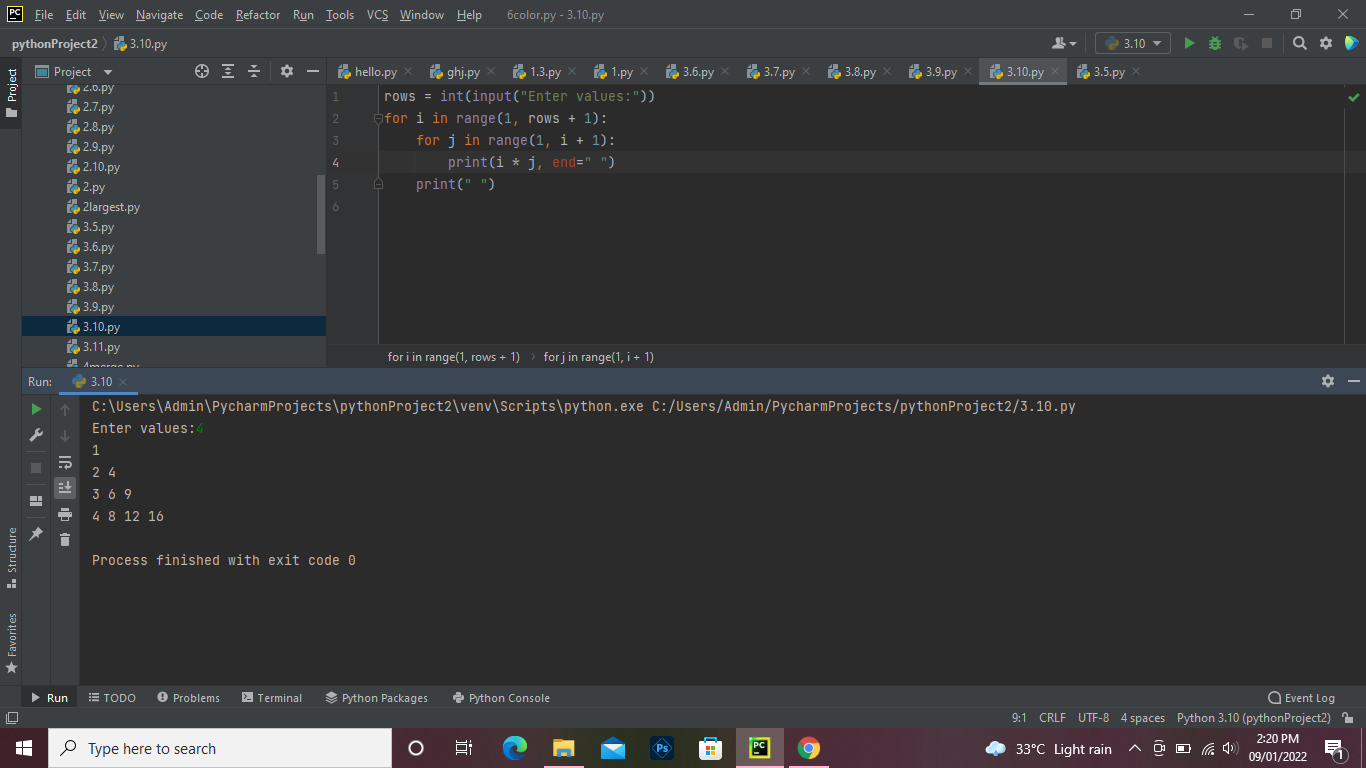 File Edit View Navigate Code Refactor Run Tools VCS Window Help 6color.py - 3.10.py
pythonProject2 3.10.py 3.10
Project
Project
hello.py ghj.py 1.3.py 1.py 3.6.py 3.7.py 3.8.py 3.9.py 3.10.py 3.5.py
2.6.py
2.7.py
2.8.py
2.9.py
2.10.py
2.py
2largest.py
3.5.py
3.6.py
3.7.py
3.8.py
3.9.py
3.10.py
3.11.py
4merge.py
1 rows = int(input("Enter values:"))
2 for i in range(1, rows + 1):
3 for j in range(1, i + 1):
4 print(i * j, end=" ")
5 print(" ")
6
for i in range(1, rows + 1) › for j in range(1, i + 1)
Run: 3.10
C:\Users\Admin\PycharmProjects\pythonProject2\venv\Scripts\python.exe C:/Users/Admin/PycharmProjects/pythonProject2/3.10.py
Enter values:4
1
2 4
3 6 9
4 8 12 16
Process finished with exit code 0
Structure
Favorites
Run TODO Problems Terminal Python Packages Python Console Event Log
9:1 CRLF UTF-8 4 spaces Python 3.10 (pythonProject2)
Type here to search
Ps
PC
33°C Light rain
2:20 PM
09/01/2022
1